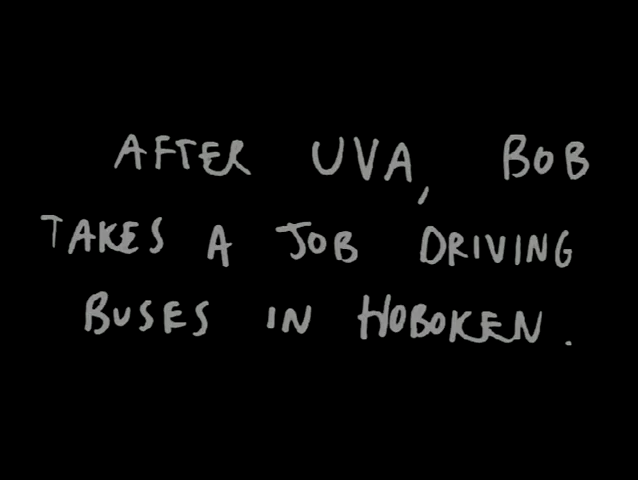 AFTER UVA, BOB
TAKES A JOB DRIVING
BUSES IN HOBOKEN.